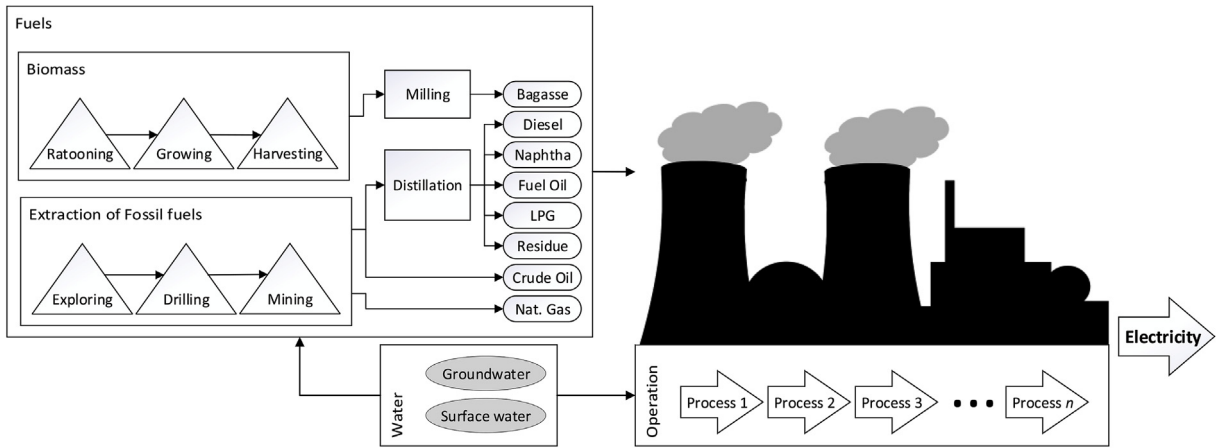 Fuels
Biomass
Ratooning
Growing
Harvesting
Milling
Distillation
Bagasse
Diesel
Naphtha
Fuel Oil
LPG
Residue
Crude Oil
Nat. Gas
Extraction of Fossil fuels
Exploring
Drilling
Mining
Water
Groundwater
Surface water
Operation
Process 1
Process 2
Process 3
Process n
Electricity